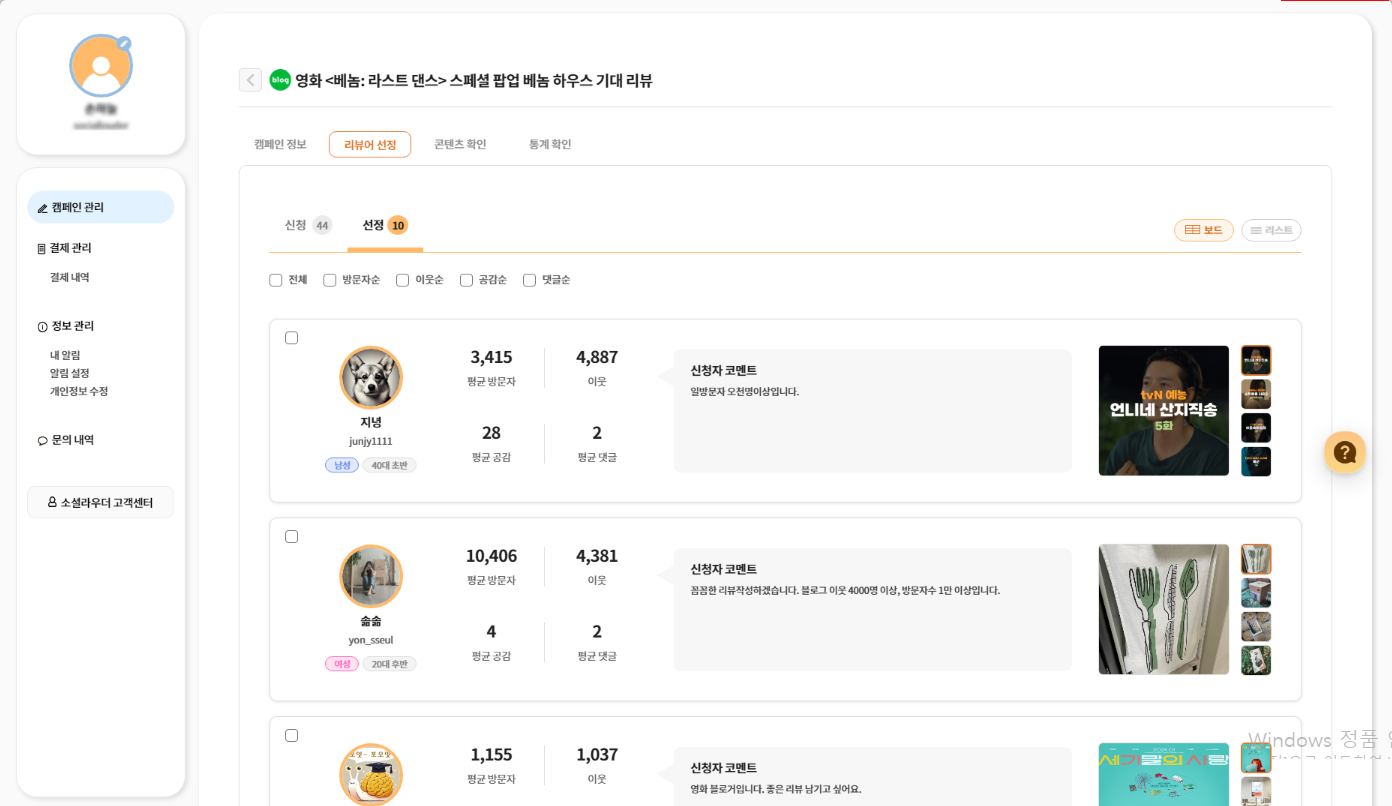 blog 영화 <베놈: 라스트 댄스> 스페셜 팝업 베놈 하우스 기대 리뷰
캠페인 정보 리뷰어 선정 콘텐츠 확인 통계 확인
캠페인 관리
결제 관리
결제 내역
정보 관리
내 알림
알림 설정
개인정보 수정
문의 내역
소셜라우더 고객센터
신청 44 선정 10 보드 리스트
전체 방문자순 이웃순 공감순 댓글순
3,415 4,887
평균 방문자 이웃
28 2
평균 공감 평균 댓글
지녕
junjy1111
남성 40대 초반
신청자 코멘트
일방문자 오천명이상입니다.
tvN 예능
언니네 산지직송
5화
10,406 4,381
평균 방문자 이웃
4 2
평균 공감 평균 댓글
솖솖
yon_sseul
여성 20대 후반
신청자 코멘트
꼼꼼한 리뷰작성하겠습니다. 블로그 이웃 4000명 이상, 방문자수 1만 이상입니다.
1,155 1,037
평균 방문자 이웃
신청자 코멘트
영화 블로거입니다. 좋은 리뷰 남기고 싶어요.
세기말의 사랑
Windows 정품